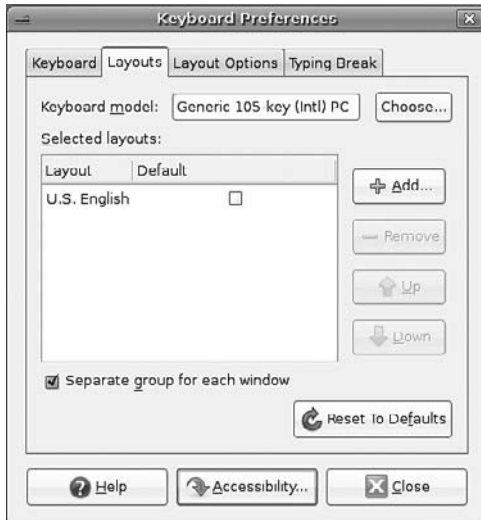 Keyboard Preferences
Keyboard Layouts Layout Options Typing Break
Keyboard model: Generic 105-key (Intl) PC Choose...
Selected layouts:
Layout Default
U.S. English
Add...
Remove
Up
Down
Separate group for each window
Reset To Defaults
Help Accessibility... Close